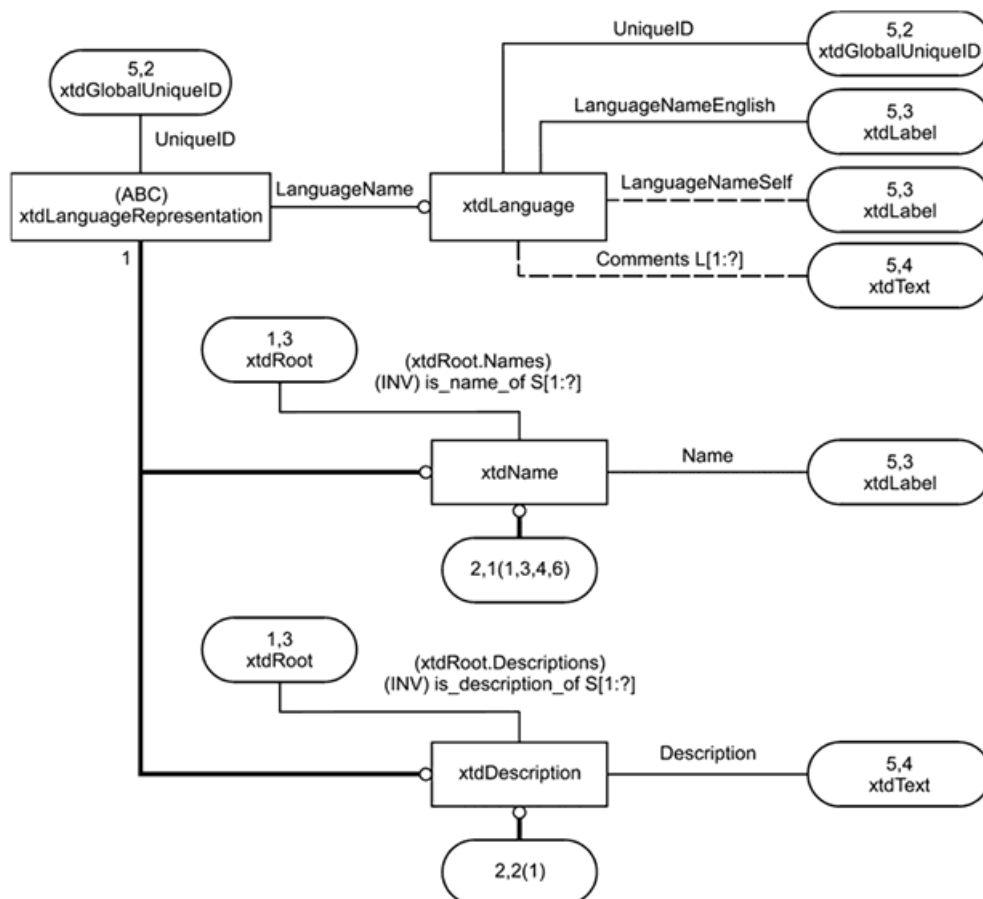 UniqueID
5,2
xtdGlobalUniqueID
5,2
xtdGlobalUniqueID
LanguageNameEnglish
5,3
xtdLabel
UniqueID
(ABC)
xtdLanguageRepresentation
LanguageName
xtdLanguage
LanguageNameSelf
5,3
xtdLabel
1
Comments L[1:?]
5,4
xtdText
1,3
xtdRoot
(xtdRoot.Names)
(INV) is_name_of S[1:?]
xtdName
Name
5,3
xtdLabel
2,1(1,3,4,6)
1,3
xtdRoot
(xtdRoot.Descriptions)
(INV) is_description_of S[1:?]
xtdDescription
Description
5,4
xtdText
2,2(1)